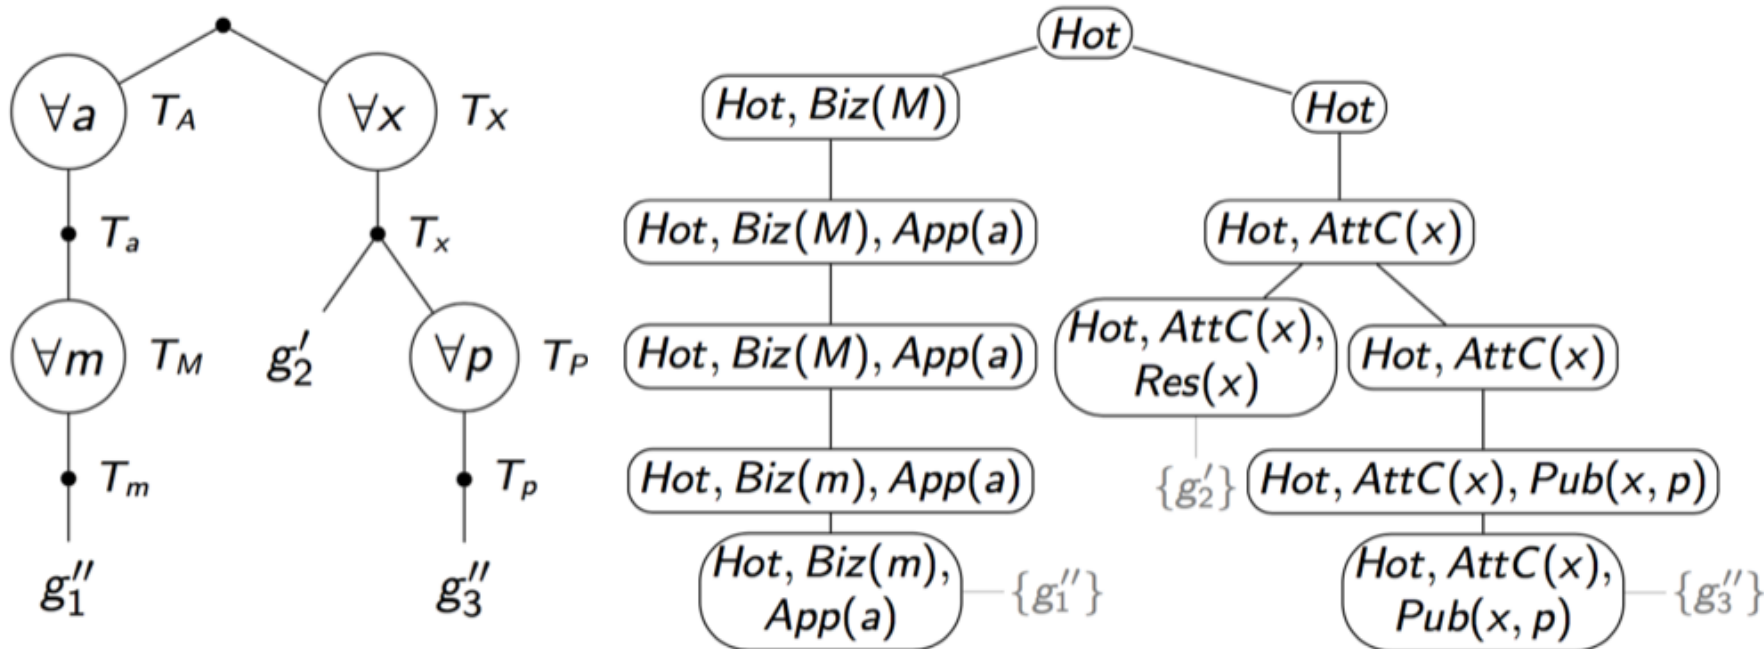 ∀a T_A
∀x T_X
T_a
T_x
∀m T_M
g′_2
∀p T_P
T_m
T_p
g″_1
g″_3
Hot
Hot, Biz(M)
Hot
Hot, Biz(M), App(a)
Hot, AttC(x)
Hot, Biz(M), App(a)
Hot, AttC(x),
Res(x)
Hot, AttC(x)
Hot, Biz(m), App(a)
{g′_2}
Hot, AttC(x), Pub(x, p)
Hot, Biz(m),
App(a)
{g″_1}
Hot, AttC(x),
Pub(x, p)
{g″_3}